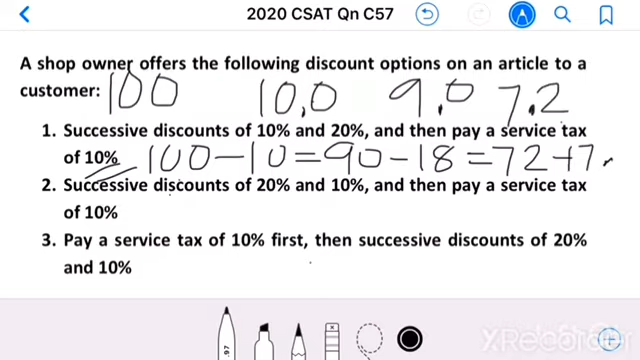 2020 CSAT Qn C57
A shop owner offers the following discount options on an article to a
customer: 100 10,0 9,0 7,2
1. Successive discounts of 10% and 20%, and then pay a service tax
of 10% 100-10=90-18=72+7.
2. Successive discounts of 20% and 10%, and then pay a service tax
of 10%
3. Pay a service tax of 10% first, then successive discounts of 20%
and 10%
.97
XRecorder